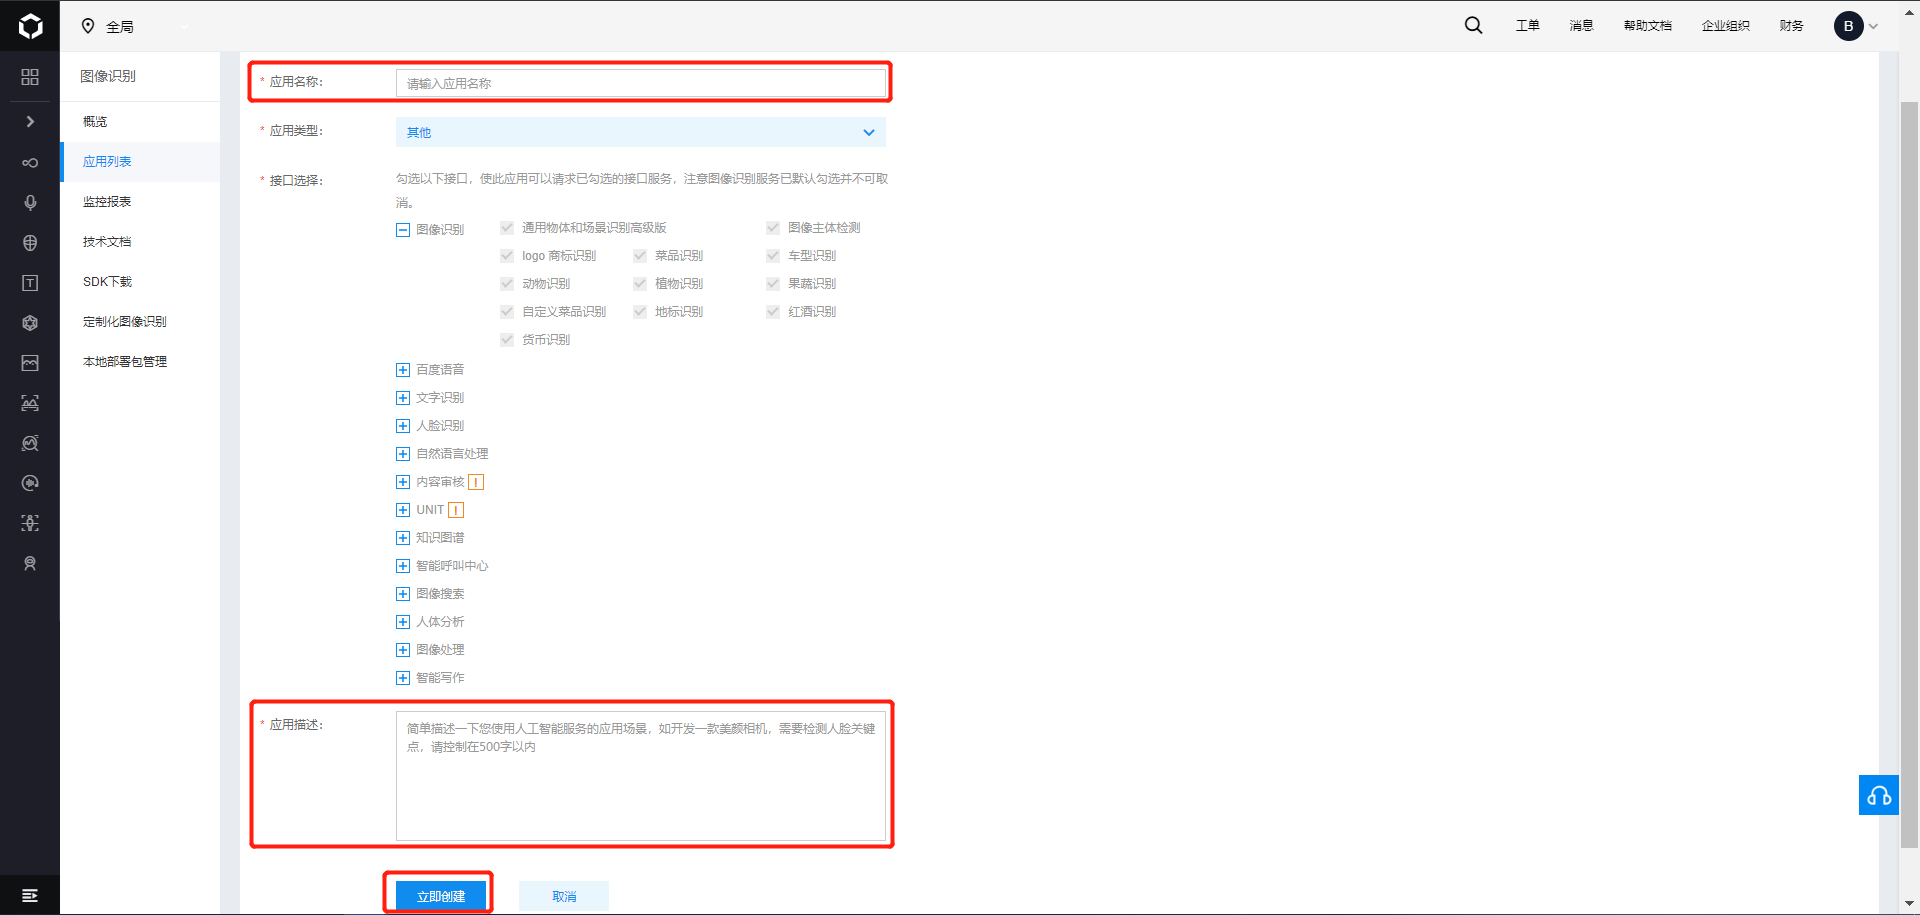 全局
工单
消息
帮助文档
企业组织
财务
B
图像识别
概览
应用列表
监控报表
技术文档
SDK下载
定制化图像识别
本地部署包管理
* 应用名称：
请输入应用名称
* 应用类型：
其他
* 接口选择：
勾选以下接口，使此应用可以请求已勾选的接口服务，注意图像识别服务已默认勾选并不可取
消。
图像识别
通用物体和场景识别高级版
图像主体检测
logo 商标识别
菜品识别
车型识别
动物识别
植物识别
果蔬识别
自定义菜品识别
地标识别
红酒识别
货币识别
百度语音
文字识别
人脸识别
自然语言处理
内容审核 !
UNIT !
知识图谱
智能呼叫中心
图像搜索
人体分析
图像处理
智能写作
* 应用描述：
简单描述一下您使用人工智能服务的应用场景，如开发一款美颜相机，需要检测人脸关键
点，请控制在500字以内
立即创建
取消